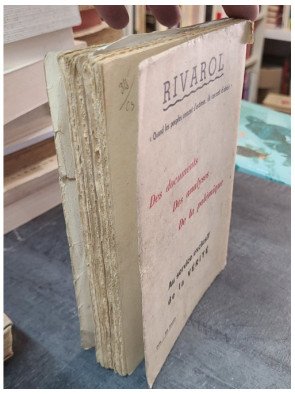 RIVAROL
« Quand les peuples cessent d'estimer, ils cessent d'obéir »
Des documents
Des analyses
De la polémique
Au service exclusif
de la VÉRITÉ